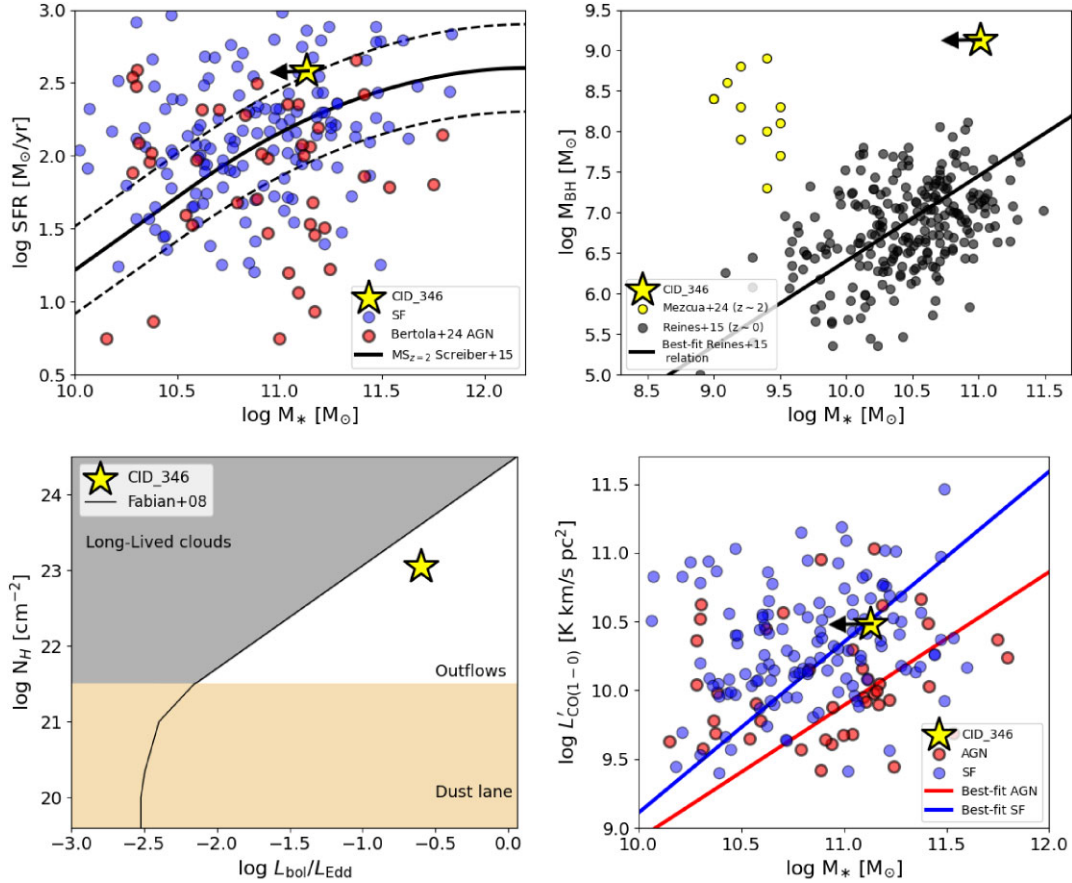 3.0
2.5
2.0
1.5
1.0
0.5
log SFR [M⊙/yr]
CID_346
SF
Bertola+24 AGN
MSz=2 Screiber+15
10.0 10.5 11.0 11.5 12.0
log M∗ [M⊙]
9.5
9.0
8.5
8.0
7.5
7.0
6.5
6.0
5.5
5.0
log MBH [M⊙]
CID_346
Mezcua+24 (z ~ 2)
Reines+15 (z ~ 0)
Best-fit Reines+15
relation
8.5 9.0 9.5 10.0 10.5 11.0 11.5
log M∗ [M⊙]
24
23
22
21
20
log NH [cm−2]
CID_346
Fabian+08
Long-Lived clouds
Outflows
Dust lane
−3.0 −2.5 −2.0 −1.5 −1.0 −0.5 0.0
log Lbol/LEdd
11.5
11.0
10.5
10.0
9.5
9.0
log L′CO(1−0) [K km/s pc2]
CID_346
AGN
SF
Best-fit AGN
Best-fit SF
10.0 10.5 11.0 11.5 12.0
log M∗ [M⊙]